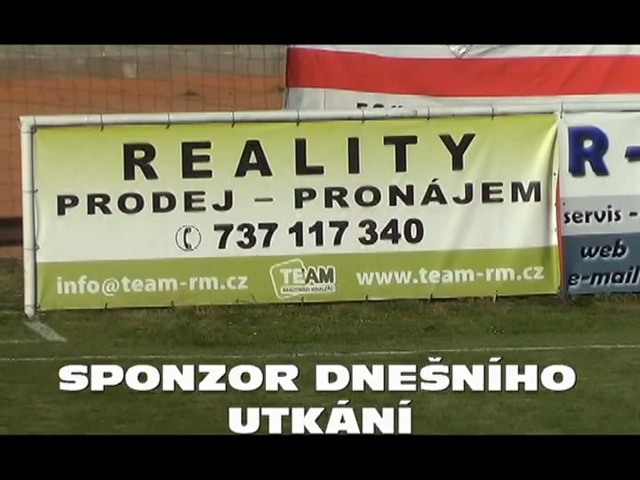 REALITY
PRODEJ – PRONÁJEM
737 117 340
info@team-rm.cz
TEAM
www.team-rm.cz
R-
servis -
web
e-mail
SPONZOR DNEŠNÍHO
UTKÁNÍ